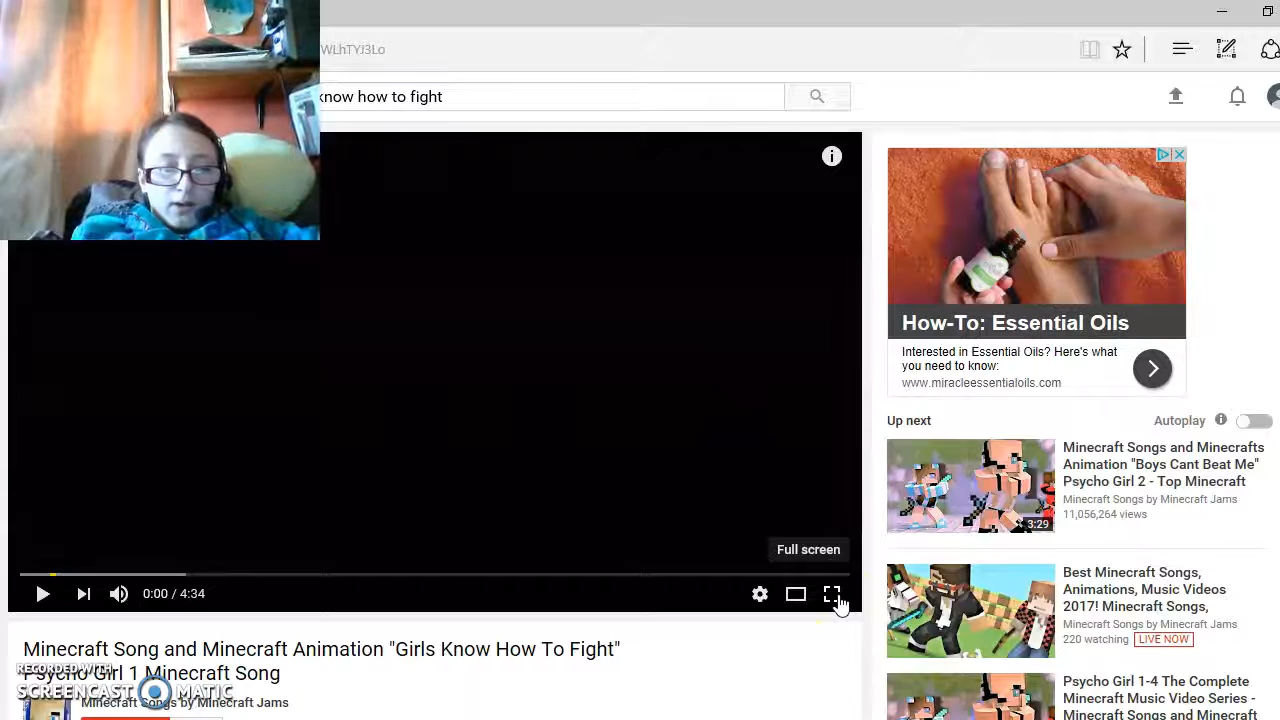 WLhTYJ3Lo
know how to fight
How-To: Essential Oils
Interested in Essential Oils? Here's what
you need to know:
www.miracleessentialoils.com
Up next
Autoplay
Minecraft Songs and Minecrafts
Animation "Boys Cant Beat Me"
Psycho Girl 2 - Top Minecraft
Minecraft Songs by Minecraft Jams
11,056,264 views
3:29
Full screen
0:00 / 4:34
Best Minecraft Songs,
Animations, Music Videos
2017! Minecraft Songs,
Minecraft Songs by Minecraft Jams
220 watching
LIVE NOW
Minecraft Song and Minecraft Animation "Girls Know How To Fight"
Psycho Girl 1 Minecraft Song
RECORDED WITH
SCREENCAST MATIC
Minecraft Songs by Minecraft Jams
Psycho Girl 1-4 The Complete
Minecraft Music Video Series -
Minecraft Songs and Minecraft